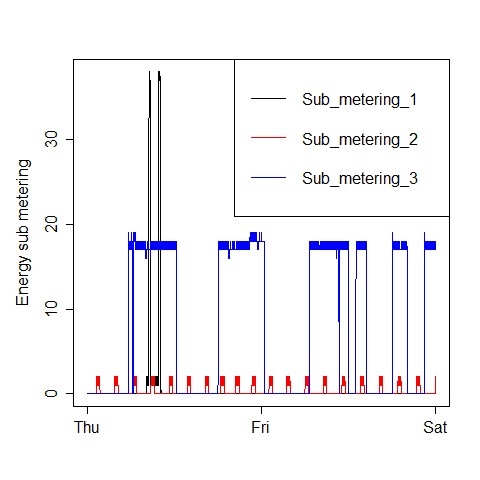 Sub_metering_1
Sub_metering_2
Sub_metering_3
Energy sub metering
30
20
10
0
Thu Fri Sat